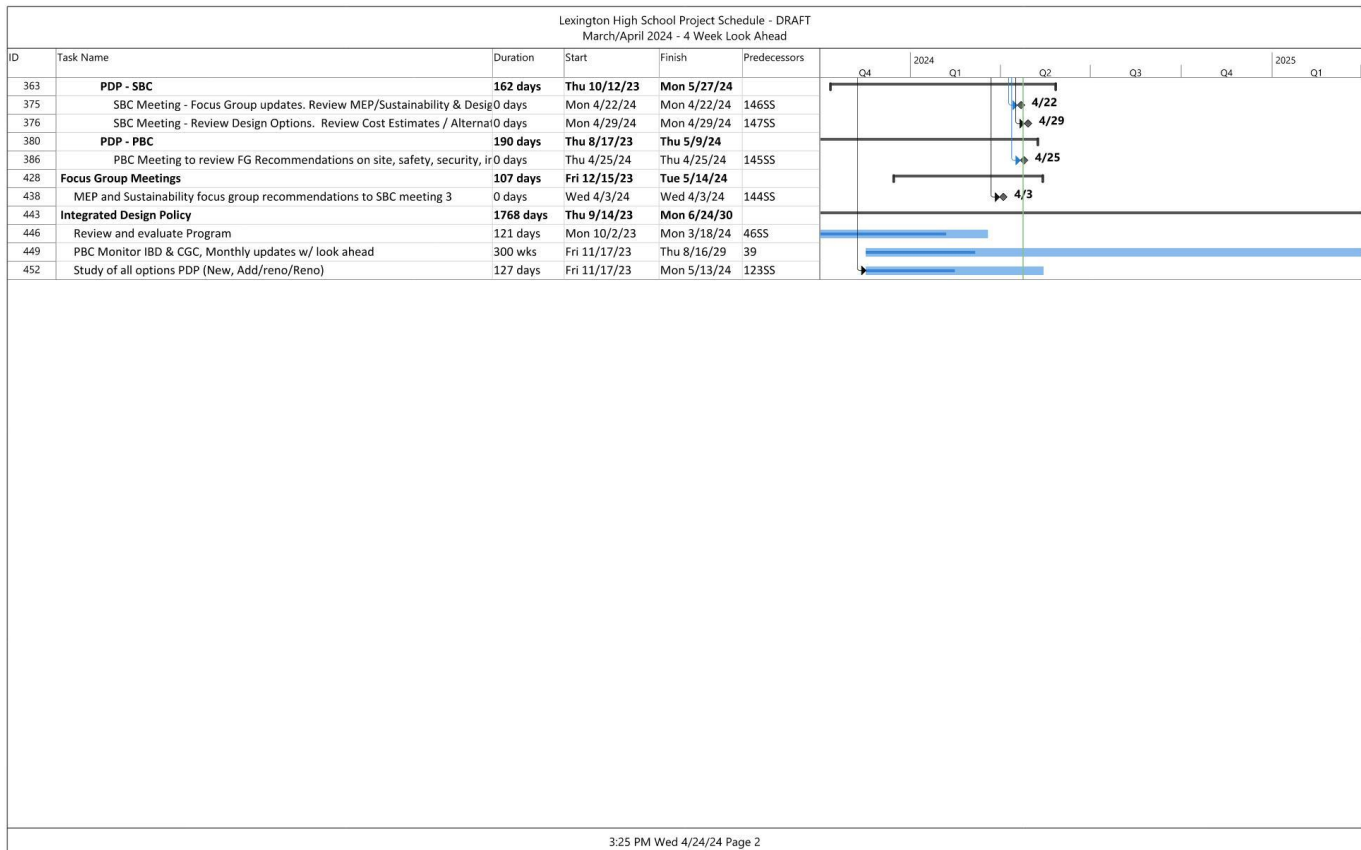 Lexington High School Project Schedule - DRAFT
March/April 2024 - 4 Week Look Ahead
ID Task Name Duration Start Finish Predecessors
2024 2025
Q4 Q1 Q2 Q3 Q4 Q1
363 PDP - SBC 162 days Thu 10/12/23 Mon 5/27/24
375 SBC Meeting - Focus Group updates. Review MEP/Sustainability & Desig 0 days Mon 4/22/24 Mon 4/22/24 146SS 4/22
376 SBC Meeting - Review Design Options. Review Cost Estimates / Alternat 0 days Mon 4/29/24 Mon 4/29/24 147SS 4/29
380 PDP - PBC 190 days Thu 8/17/23 Thu 5/9/24
386 PBC Meeting to review FG Recommendations on site, safety, security, ir 0 days Thu 4/25/24 Thu 4/25/24 145SS 4/25
428 Focus Group Meetings 107 days Fri 12/15/23 Tue 5/14/24
438 MEP and Sustainability focus group recommendations to SBC meeting 3 0 days Wed 4/3/24 Wed 4/3/24 144SS 4/3
443 Integrated Design Policy 1768 days Thu 9/14/23 Mon 6/24/30
446 Review and evaluate Program 121 days Mon 10/2/23 Mon 3/18/24 46SS
449 PBC Monitor IBD & CGC, Monthly updates w/ look ahead 300 wks Fri 11/17/23 Thu 8/16/29 39
452 Study of all options PDP (New, Add/reno/Reno) 127 days Fri 11/17/23 Mon 5/13/24 123SS
3:25 PM Wed 4/24/24 Page 2